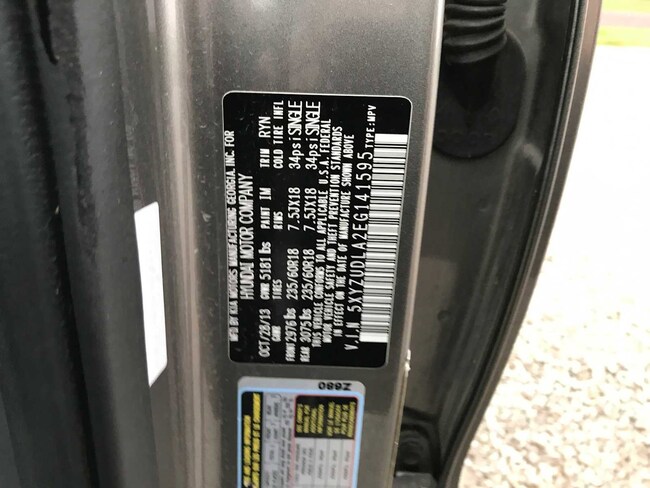 MFD BY KIA MOTORS MANUFACTURING GEORGIA, INC. FOR
HYUNDAI MOTOR COMPANY
OCT/28/13 GVWR 5181 lbs PAINT TM TRIM RYN
GAWR TIRES RIMS COLD TIRE INFL
FRONT 2976 lbs 235/60R18 7.5JX18 34psi SINGLE
REAR 3075 lbs 235/60R18 7.5JX18 34psi SINGLE
THIS VEHICLE CONFORMS TO ALL APPLICABLE U.S.A. FEDERAL
MOTOR VEHICLE SAFETY AND THEFT PREVENTION STANDARDS
IN EFFECT ON THE DATE OF MANUFACTURE SHOWN ABOVE
V.I.N 5XYZUDLA2EG141595 TYPE:MPV
Z680